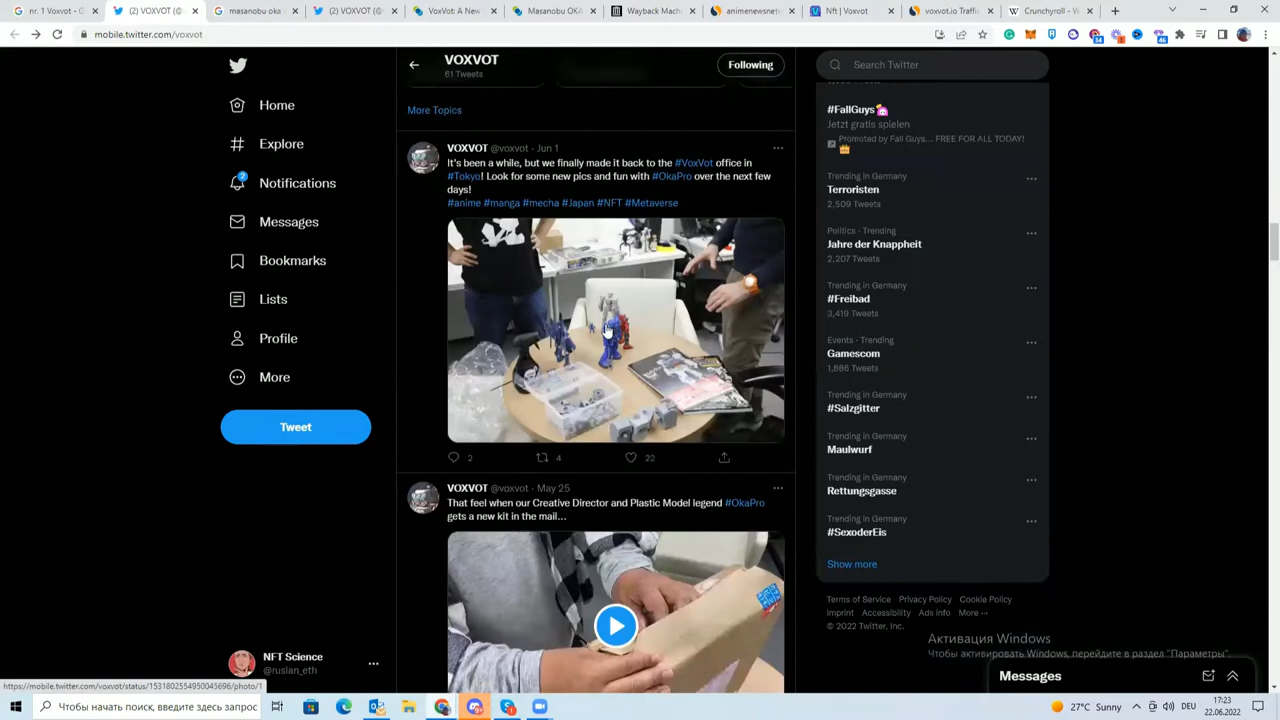 nr. 1 Voxvot - G
(2) VOXVOT (@
masanobu ok
(2) VOXVOT (@
VoxVot: A New
Masanobu OKA
Wayback Mach
animenewsnet
Nft | Voxvot
voxvot.io Traffic
Crunchyroll - W
mobile.twitter.com/voxvot
Home
Explore
2
Notifications
Messages
Bookmarks
Lists
Profile
More
Tweet
NFT Science
@ruslan_eth
https://mobile.twitter.com/voxvot/status/1531802554950045696/photo/1
VOXVOT
61 Tweets
Following
More Topics
VOXVOT @voxvot · Jun 1
It's been a while, but we finally made it back to the #VoxVot office in
#Tokyo! Look for some new pics and fun with #OkaPro over the next few
days!
#anime #manga #mecha #Japan #NFT #Metaverse
2 4 22
VOXVOT @voxvot · May 25
That feel when our Creative Director and Plastic Model legend #OkaPro
gets a new kit in the mail...
Search Twitter
#FallGuys
Jetzt gratis spielen
Promoted by Fall Guys... FREE FOR ALL TODAY!
Trending in Germany
Terroristen
2,509 Tweets
Politics · Trending
Jahre der Knappheit
2,207 Tweets
Trending in Germany
#Freibad
3,419 Tweets
Events · Trending
Gamescom
1,886 Tweets
Trending in Germany
#Salzgitter
Trending in Germany
Maulwurf
Trending in Germany
Rettungsgasse
Trending in Germany
#SexoderEis
Show more
Terms of Service Privacy Policy Cookie Policy
Imprint Accessibility Ads info More ···
© 2022 Twitter, Inc.
Активация Windows
Чтобы активировать Windows, перейдите в раздел "Параметры".
Messages
Чтобы начать поиск, введите здесь запрос
27°C Sunny
DEU
17:23
22.06.2022